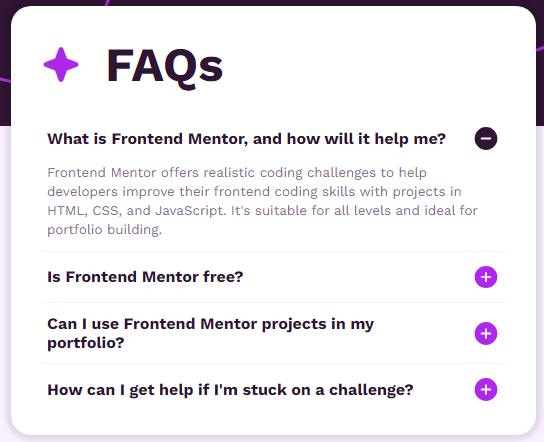 FAQs
What is Frontend Mentor, and how will it help me?
Frontend Mentor offers realistic coding challenges to help
developers improve their frontend coding skills with projects in
HTML, CSS, and JavaScript. It's suitable for all levels and ideal for
portfolio building.
Is Frontend Mentor free?
Can I use Frontend Mentor projects in my
portfolio?
How can I get help if I'm stuck on a challenge?